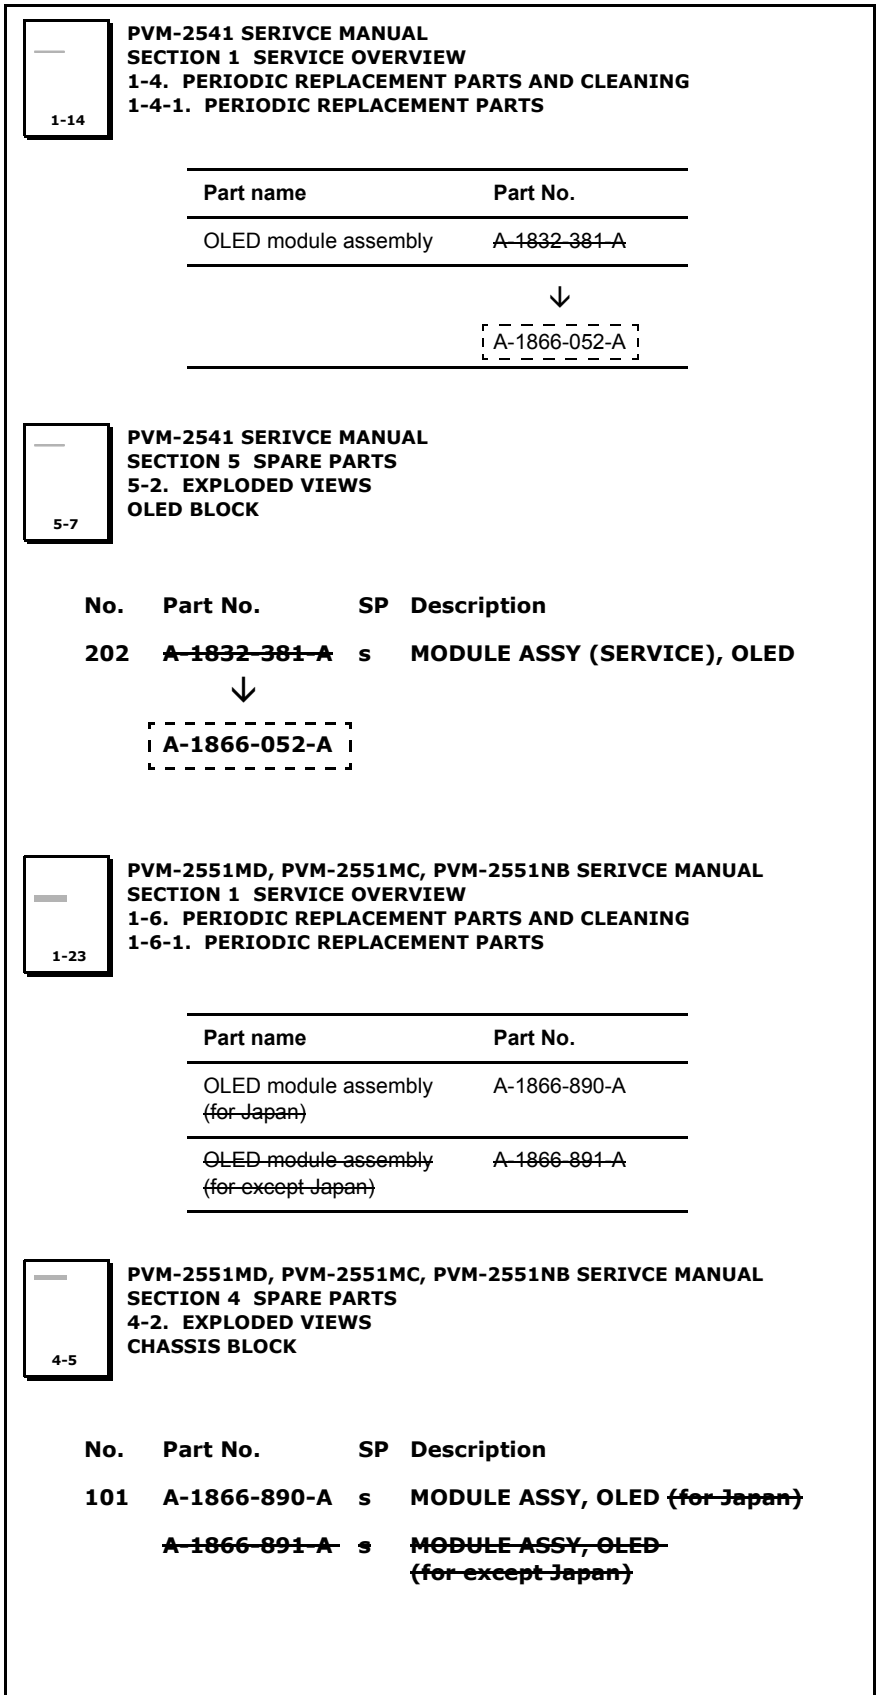 PVM-2541 SERIVCE MANUAL
SECTION 1 SERVICE OVERVIEW
1-4. PERIODIC REPLACEMENT PARTS AND CLEANING
1-4-1. PERIODIC REPLACEMENT PARTS
1-14
Part name Part No.
OLED module assembly A-1832-381-A
↓
A-1866-052-A
PVM-2541 SERIVCE MANUAL
SECTION 5 SPARE PARTS
5-2. EXPLODED VIEWS
OLED BLOCK
5-7
No. Part No. SP Description
202 A-1832-381-A s MODULE ASSY (SERVICE), OLED
↓
A-1866-052-A
PVM-2551MD, PVM-2551MC, PVM-2551NB SERIVCE MANUAL
SECTION 1 SERVICE OVERVIEW
1-6. PERIODIC REPLACEMENT PARTS AND CLEANING
1-6-1. PERIODIC REPLACEMENT PARTS
1-23
Part name Part No.
OLED module assembly A-1866-890-A
(for Japan)
OLED module assembly A-1866-891-A
(for except Japan)
PVM-2551MD, PVM-2551MC, PVM-2551NB SERIVCE MANUAL
SECTION 4 SPARE PARTS
4-2. EXPLODED VIEWS
CHASSIS BLOCK
4-5
No. Part No. SP Description
101 A-1866-890-A s MODULE ASSY, OLED (for Japan)
A-1866-891-A s MODULE ASSY, OLED
(for except Japan)